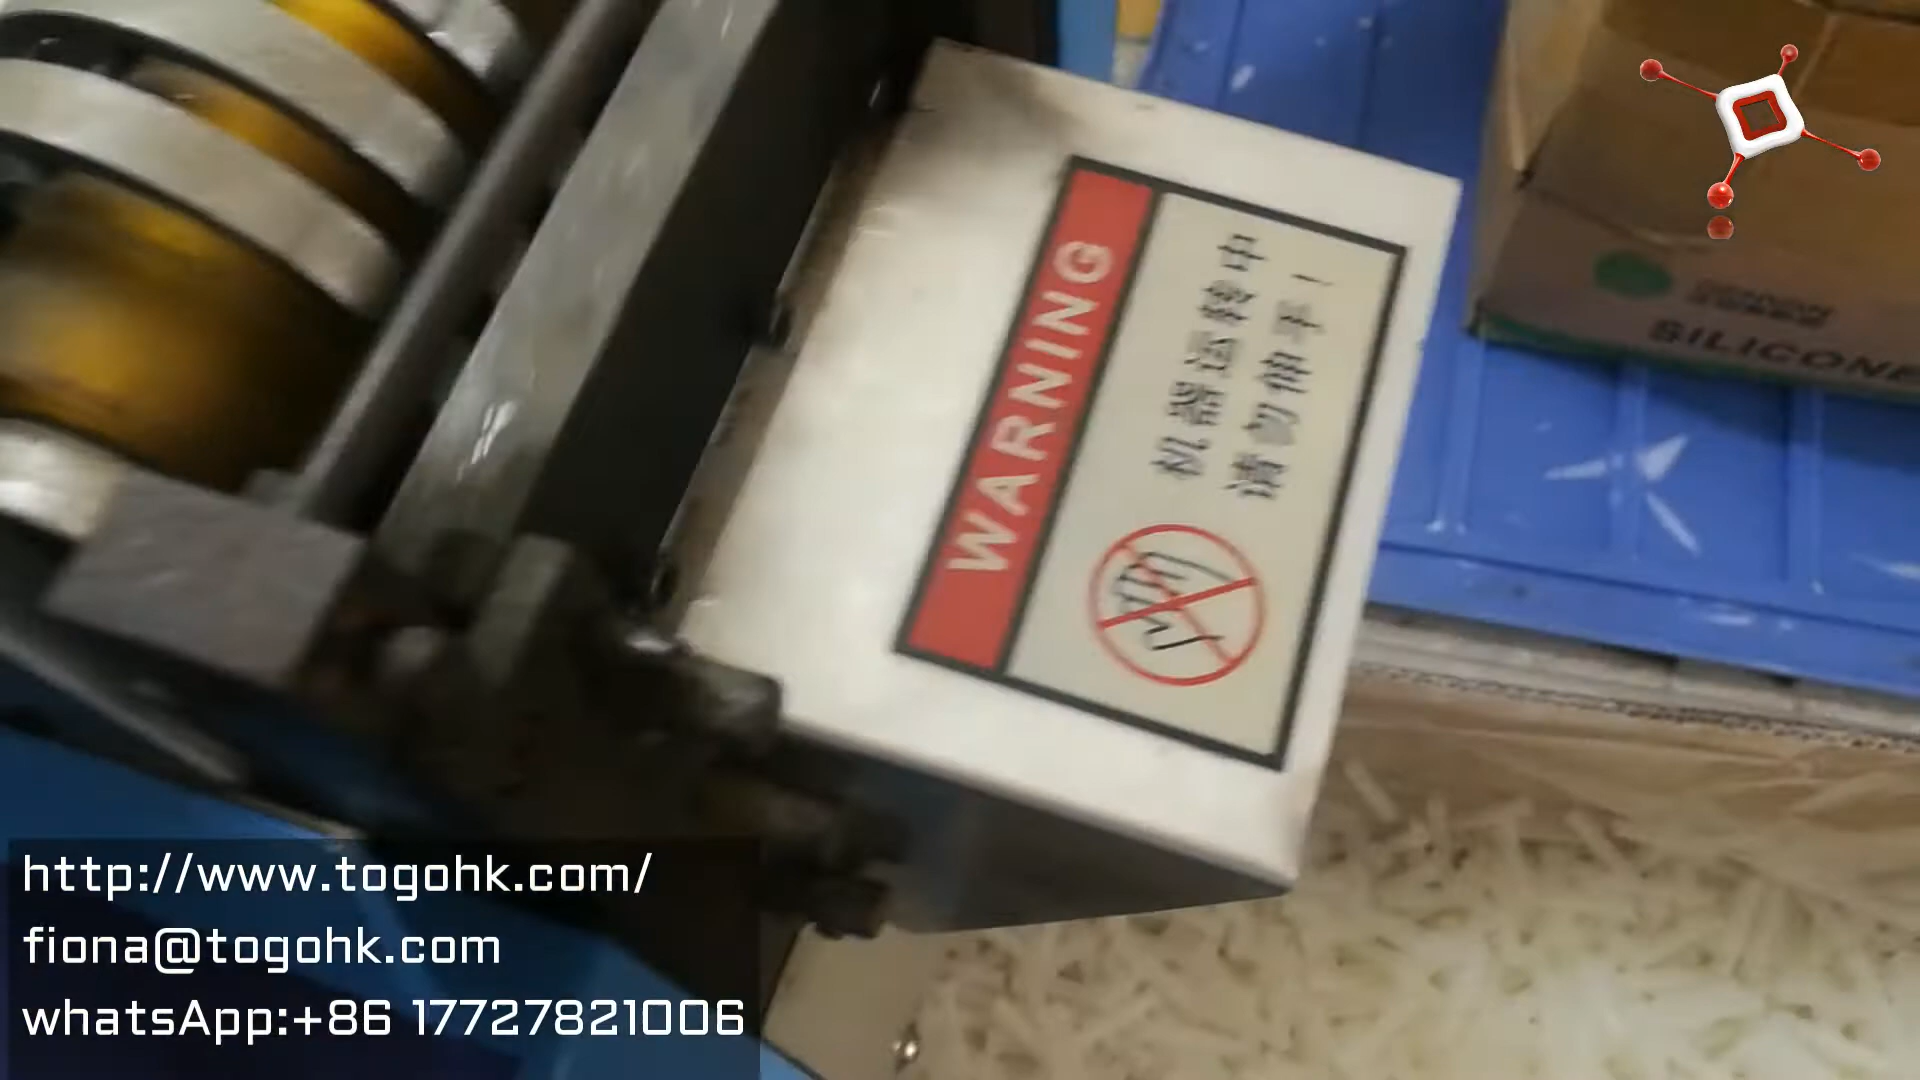 WARNING
机器运转中
请勿伸手！
SILICONE
http://www.togohk.com/
fiona@togohk.com
whatsApp:+86 17727821006